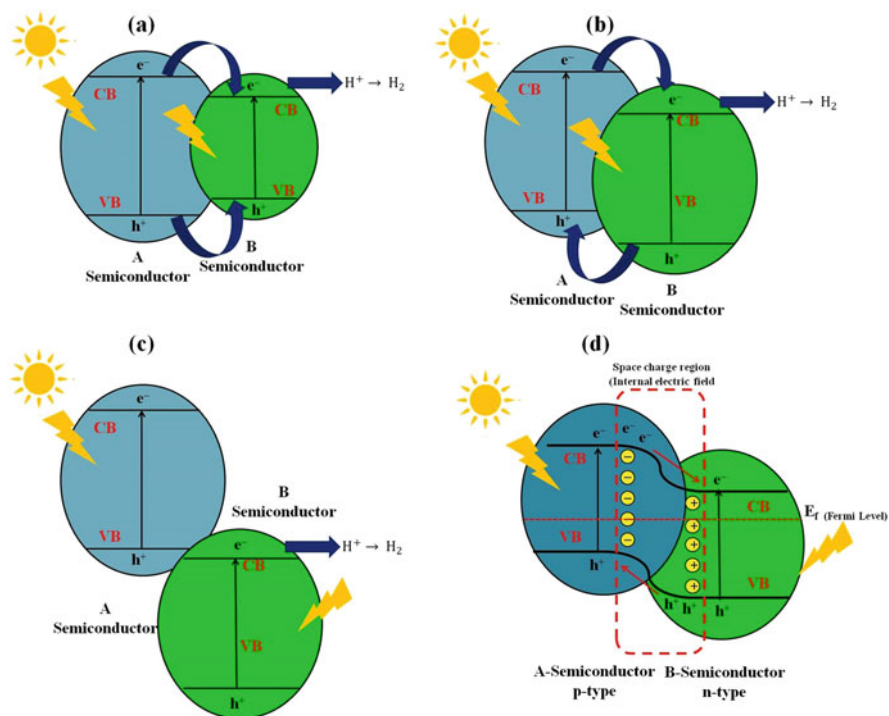 (a)
e⁻
CB
e⁻
H⁺ → H₂
CB
VB
VB
h⁺
h⁺
A
Semiconductor
B
Semiconductor
(b)
e⁻
CB
e⁻
H⁺ → H₂
CB
VB
VB
h⁺
h⁺
A
Semiconductor
B
Semiconductor
(c)
e⁻
CB
VB
h⁺
B
Semiconductor
e⁻
H⁺ → H₂
CB
A
Semiconductor
VB
h⁺
(d)
Space charge region
(Internal electric field
e⁻ e⁻
e⁻
CB
e⁻
CB
E_f (Fermi Level)
VB
h⁺
VB
h⁺ h⁺
h⁺
− − − − −
+ + + + +
A-Semiconductor
p-type
B-Semiconductor
n-type